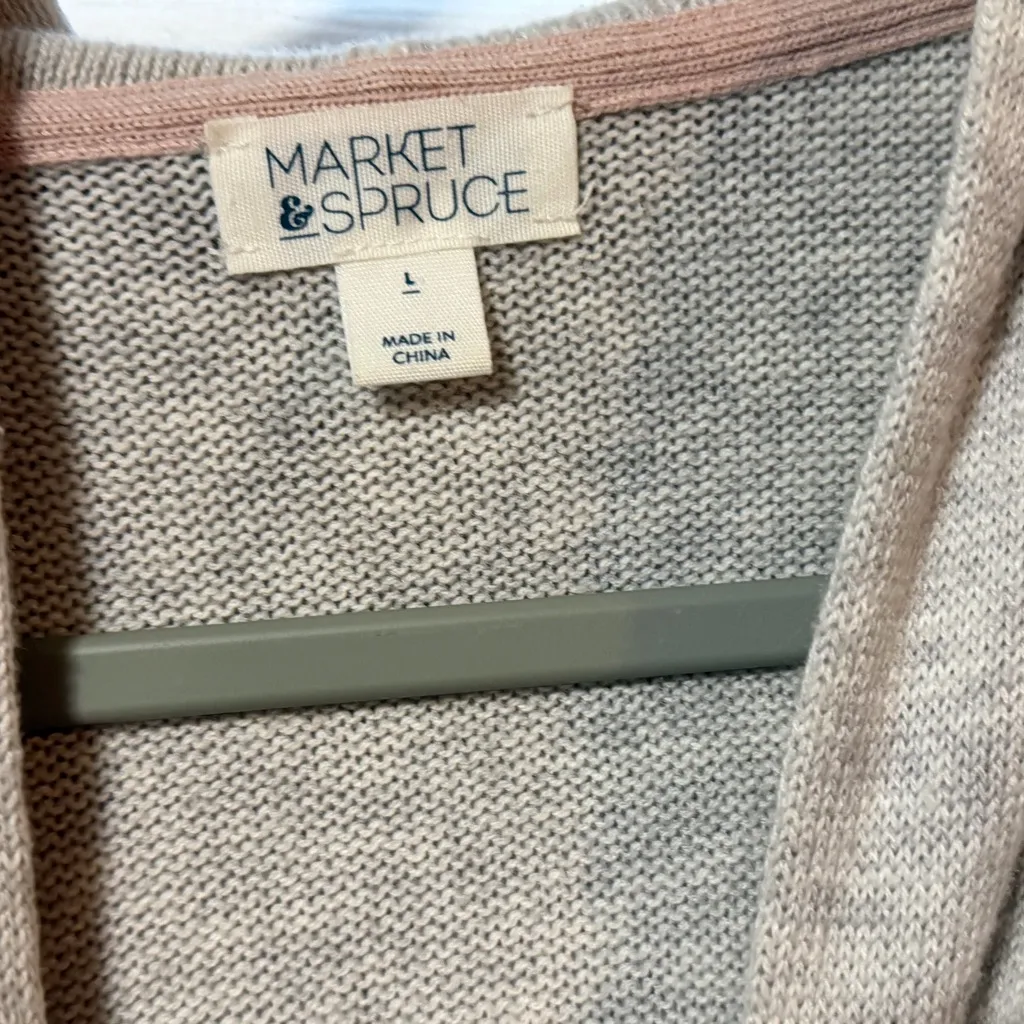 MARKET
& SPRUCE
L
MADE IN
CHINA